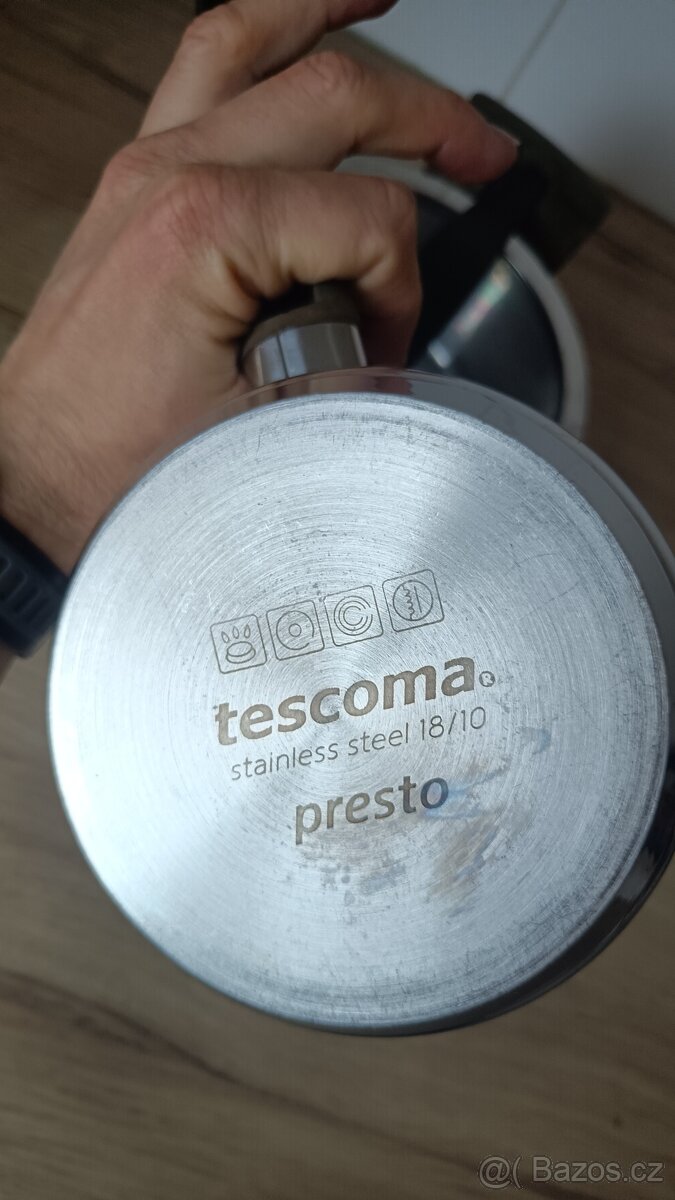 tescoma®
stainless steel 18/10
presto
@( Bazos.cz